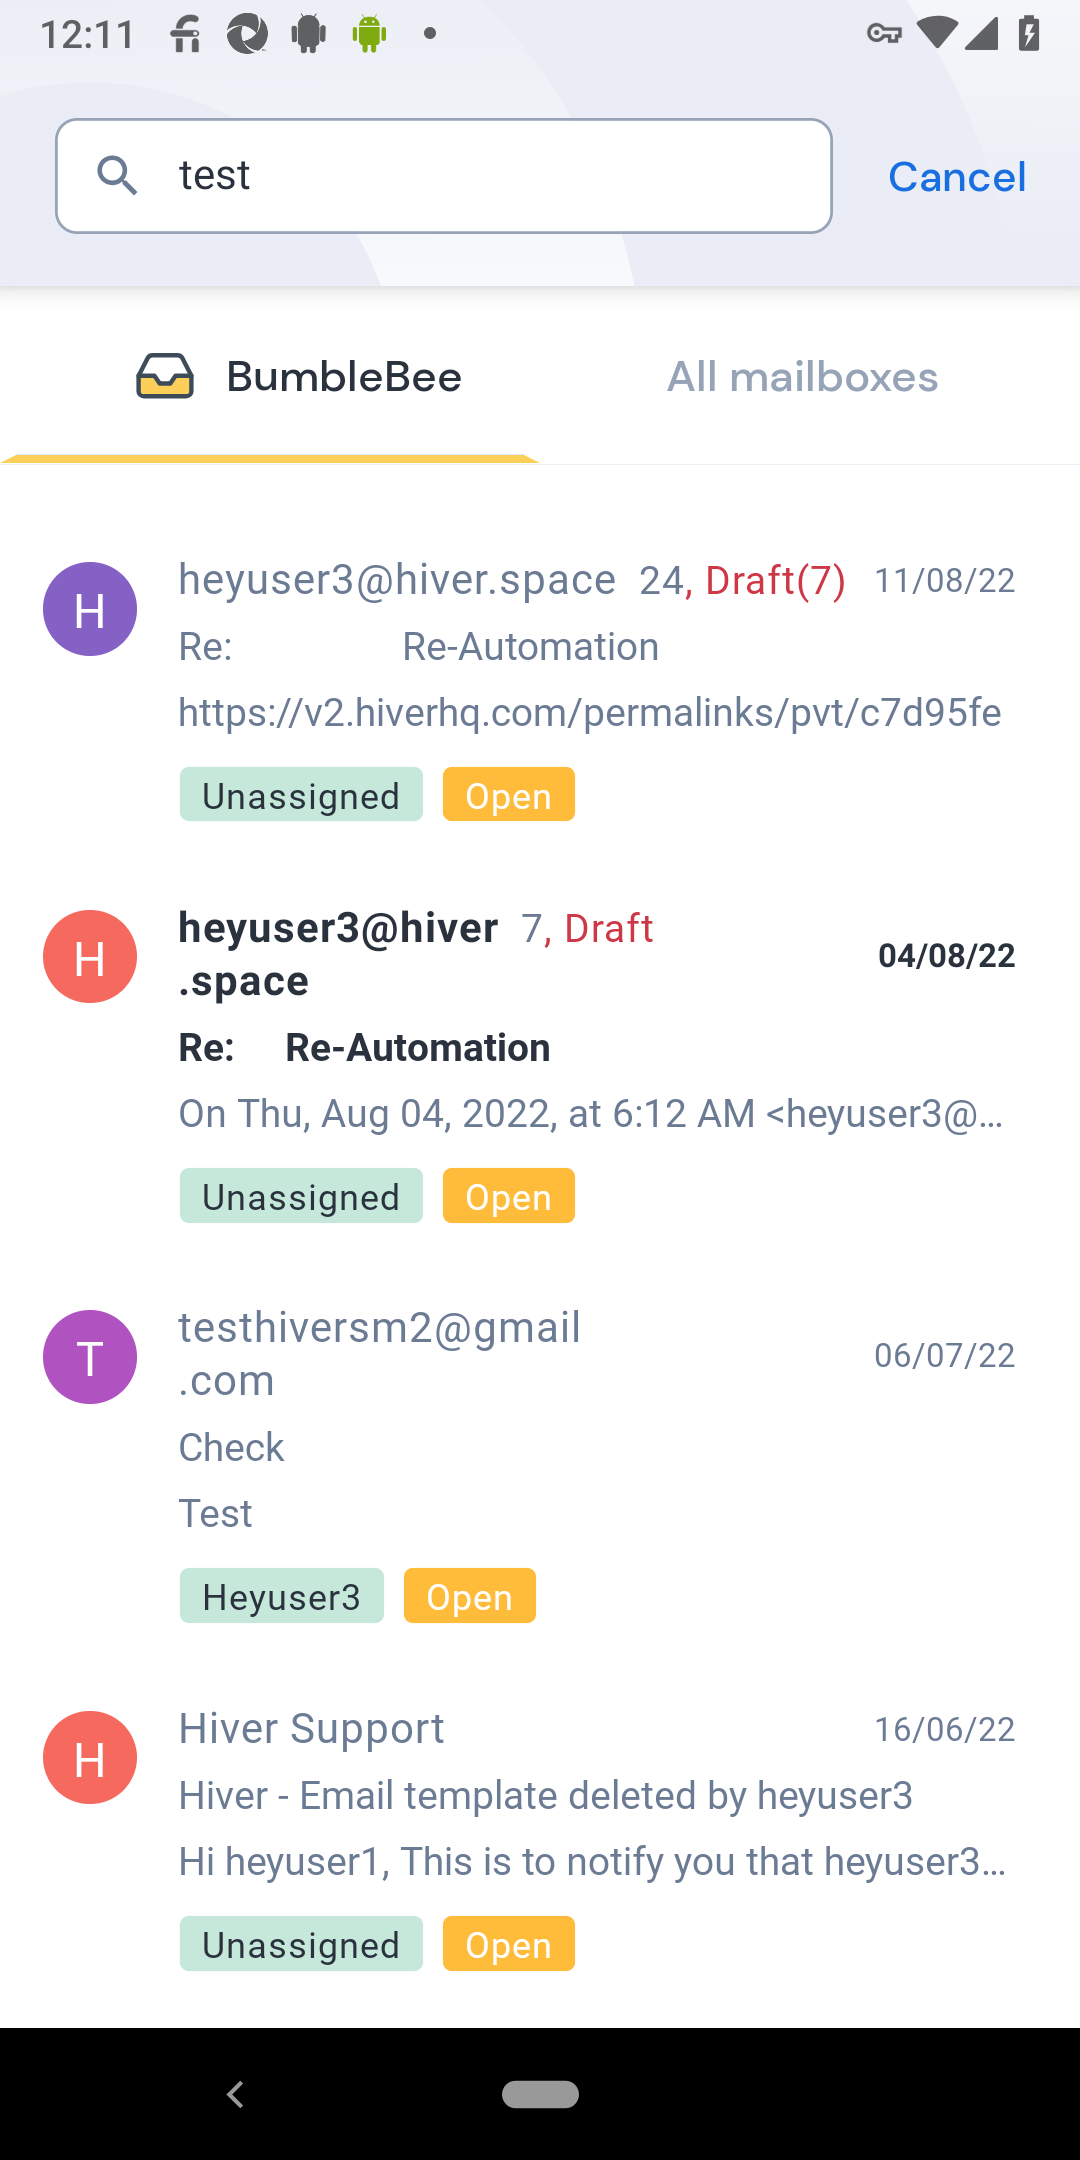 12:11
test
Cancel
BumbleBee
All mailboxes
H
heyuser3@hiver.space 24, Draft(7) 11/08/22
Re: Re-Automation
https://v2.hiverhq.com/permalinks/pvt/c7d95fe
Unassigned Open
H
heyuser3@hiver 7, Draft
.space
04/08/22
Re: Re-Automation
On Thu, Aug 04, 2022, at 6:12 AM <heyuser3@...
Unassigned Open
T
testhiversm2@gmail
.com
06/07/22
Check
Test
Heyuser3 Open
H
Hiver Support 16/06/22
Hiver - Email template deleted by heyuser3
Hi heyuser1, This is to notify you that heyuser3...
Unassigned Open